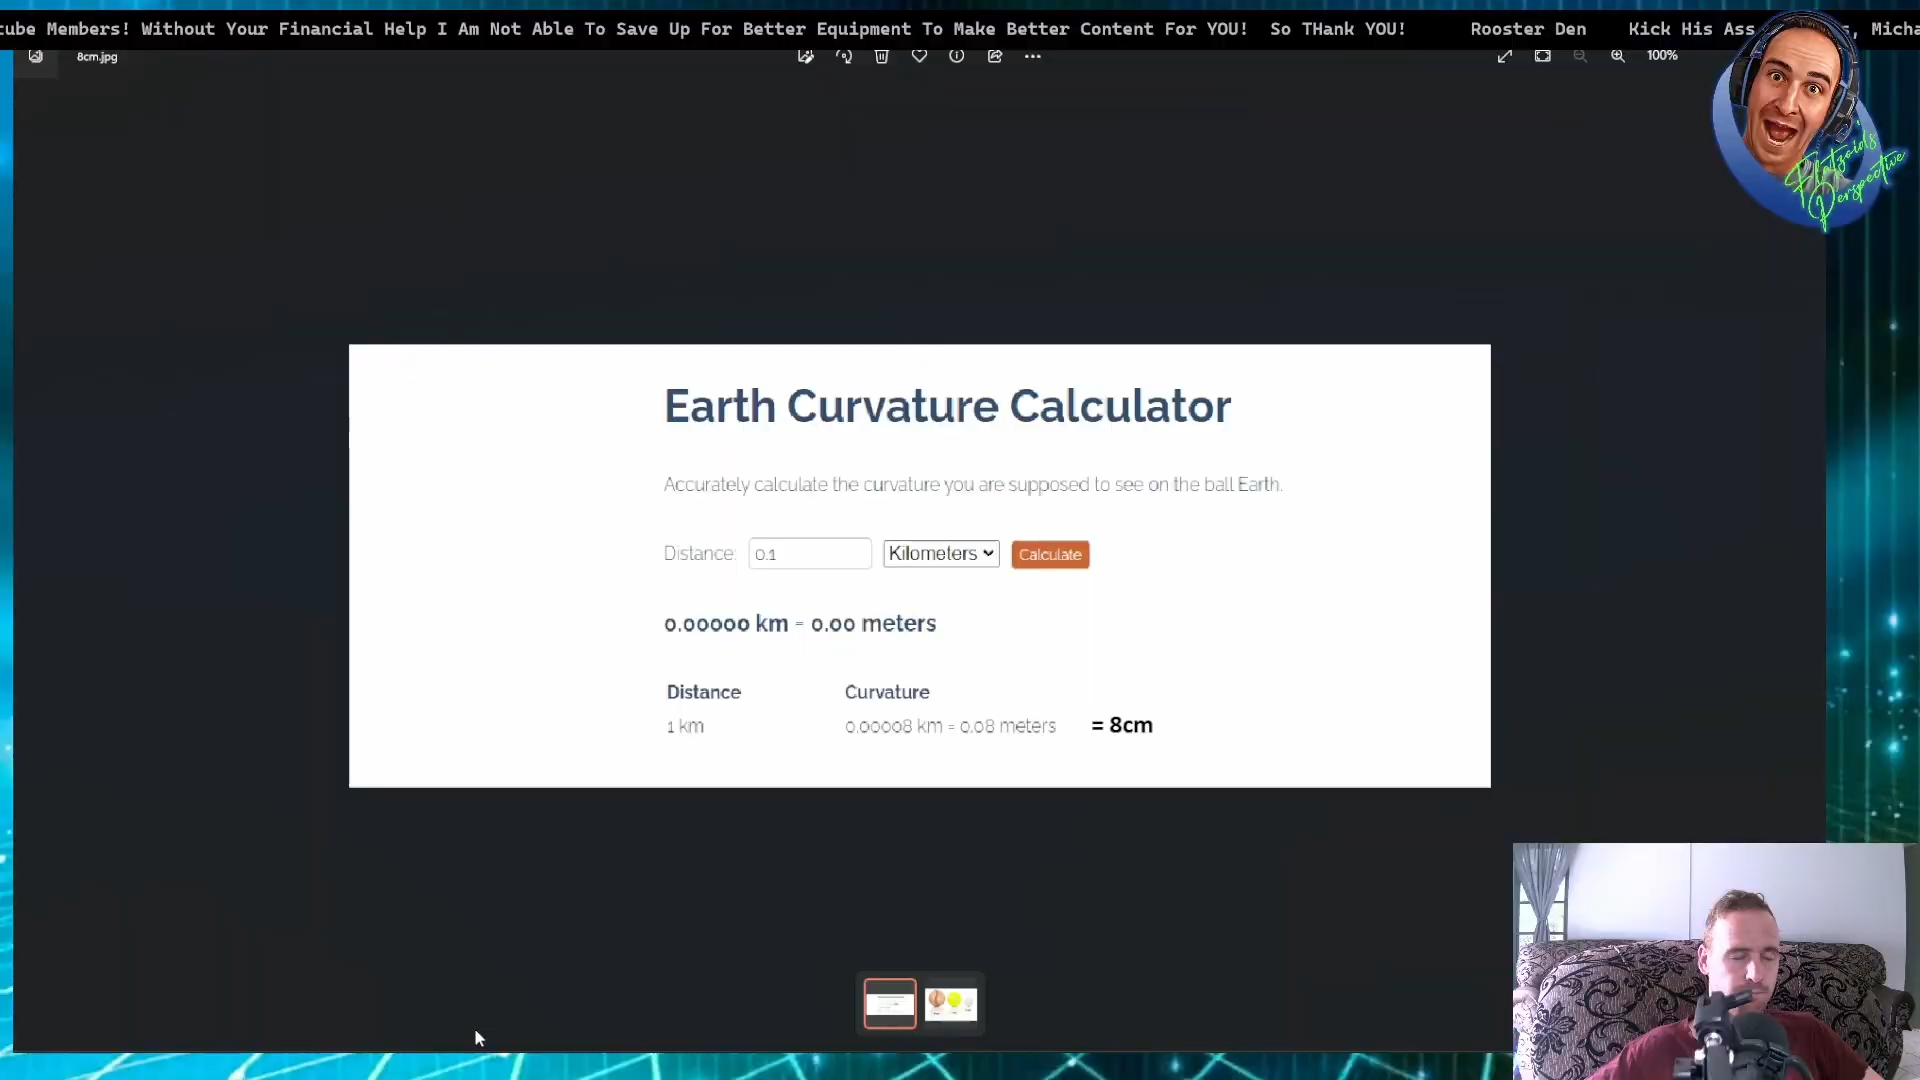 cube Members! Without Your Financial Help I Am Not Able To Save Up For Better Equipment To Make Better Content For YOU! So THank YOU! Rooster Den Kick His Ass , Micha
8cm.jpg
100%
Flatzoid's
Perspective
Earth Curvature Calculator
Accurately calculate the curvature you are supposed to see on the ball Earth.
Distance: 0.1 Kilometers Calculate
0.00000 km = 0.00 meters
Distance Curvature
1 km 0.00008 km = 0.08 meters = 8cm